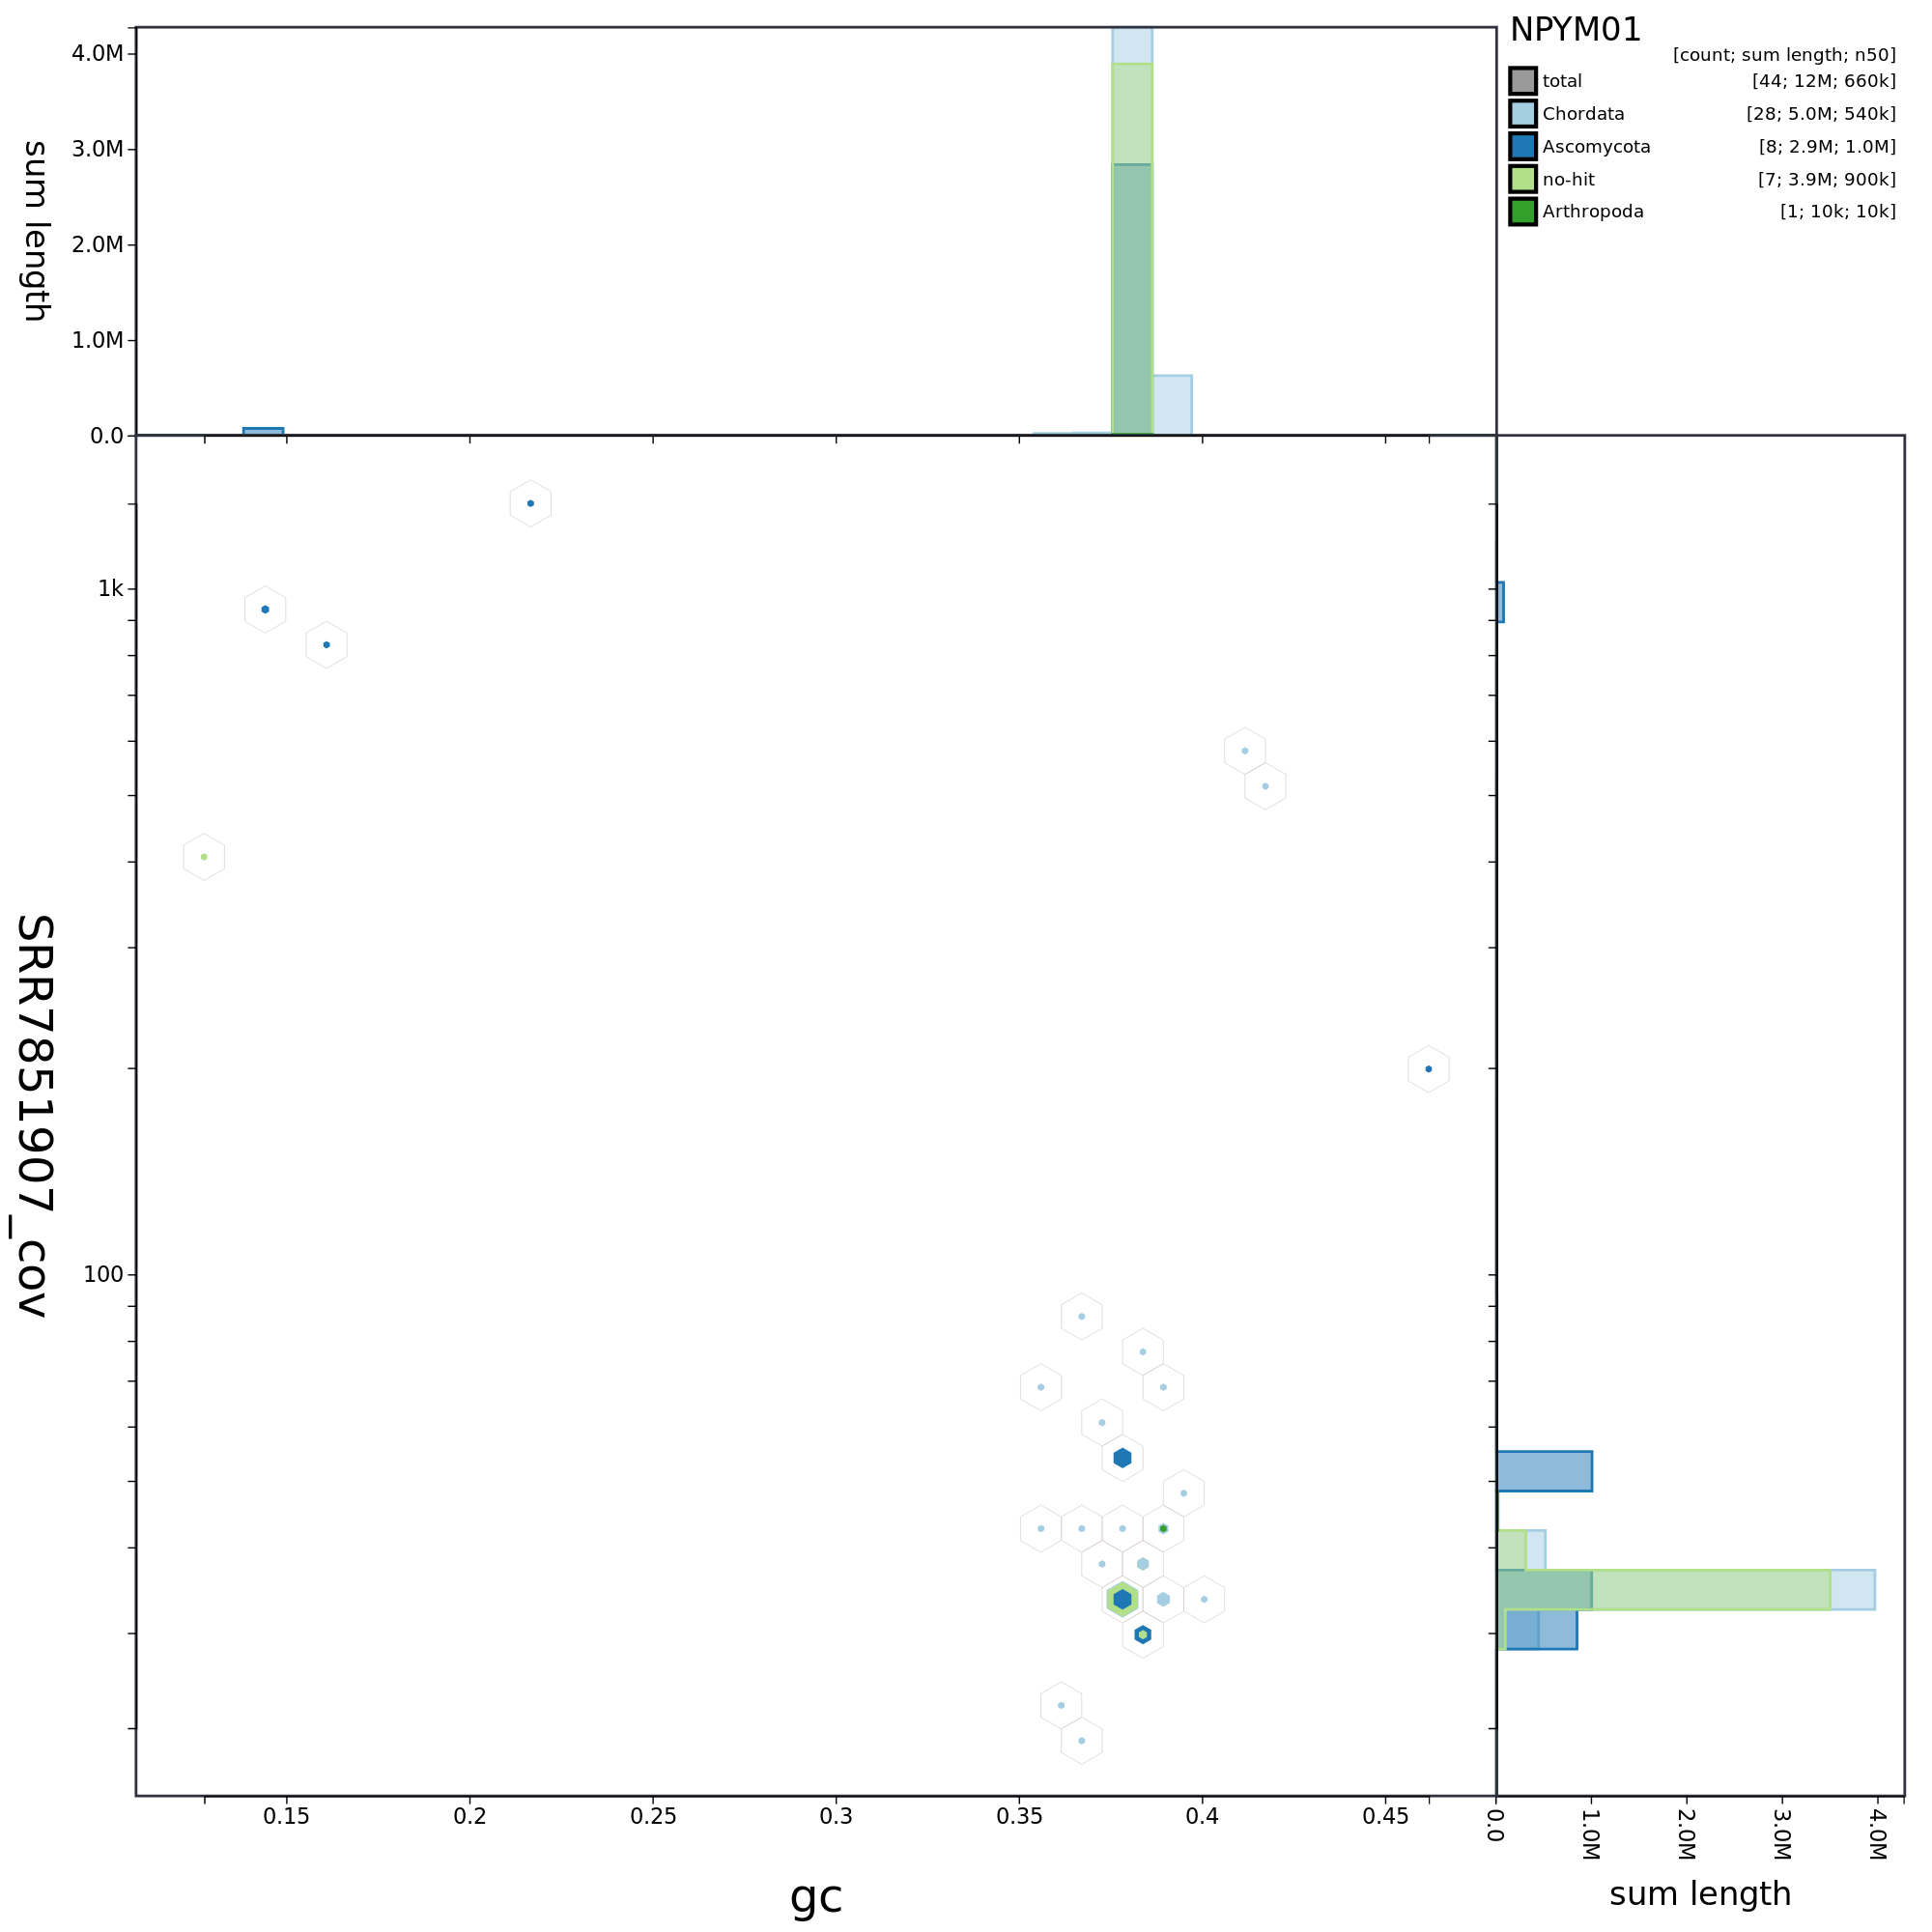 NPYM01
[count; sum length; n50]
total [44; 12M; 660k]
Chordata [28; 5.0M; 540k]
Ascomycota [8; 2.9M; 1.0M]
no-hit [7; 3.9M; 900k]
Arthropoda [1; 10k; 10k]
sum length
4.0M
3.0M
2.0M
1.0M
0.0
SRR7851907_cov
1k
100
0.15 0.2 0.25 0.3 0.35 0.4 0.45
gc
0.0 1.0M 2.0M 3.0M 4.0M
sum length